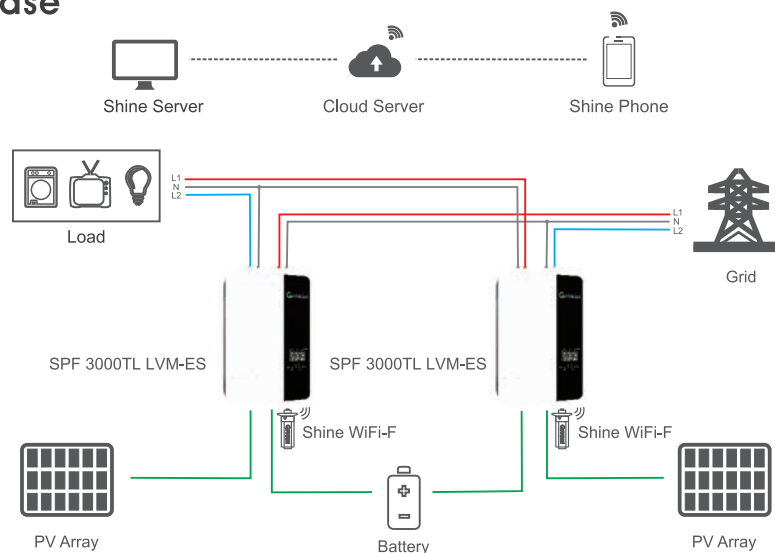 ase
Shine Server
Cloud Server
Shine Phone
L1
N
L2
Load
L1
N
L2
Grid
SPF 3000TL LVM-ES
SPF 3000TL LVM-ES
Shine WiFi-F
Shine WiFi-F
PV Array
Battery
PV Array